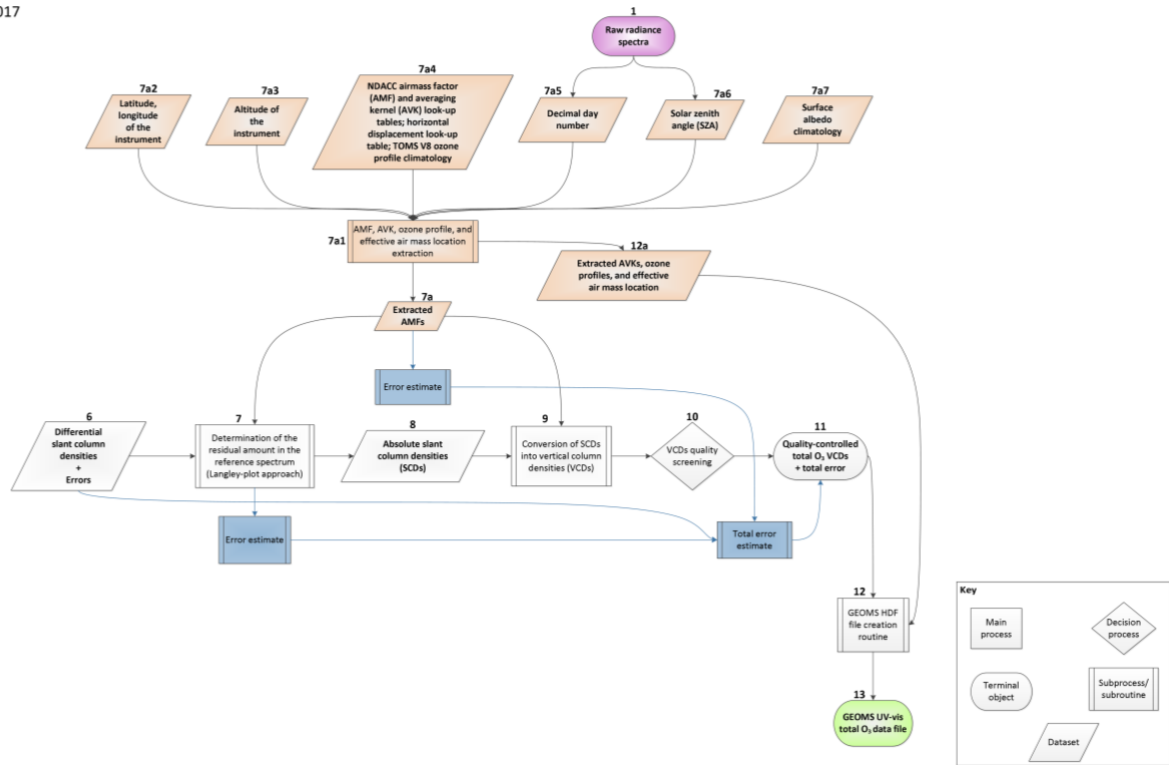 017
1
Raw radiance
spectra
7a2
Latitude,
longitude
of the
instrument
7a3
Altitude of
the
instrument
7a4
NDACC airmass factor
(AMF) and averaging
kernel (AVK) look-up
tables; horizontal
displacement look-up
table; TOMS V8 ozone
profile climatology
7a5
Decimal day
number
7a6
Solar zenith
angle (SZA)
7a7
Surface
albedo
climatology
7a1
AMF, AVK, ozone profile, and
effective air mass location
extraction
12a
Extracted AVKs, ozone
profiles, and effective
air mass location
7a
Extracted
AMFs
Error estimate
6
Differential
slant column
densities
+
Errors
7
Determination of the
residual amount in the
reference spectrum
(Langley-plot approach)
8
Absolute slant
column densities
(SCDs)
9
Conversion of SCDs
into vertical column
densities (VCDs)
10
VCDs quality
screening
11
Quality-controlled
total O₃ VCDs
+ total error
Error estimate
Total error
estimate
12
GEOMS HDF
file creation
routine
13
GEOMS UV-vis
total O₃ data file
Key
Main
process
Decision
process
Terminal
object
Subprocess/
subroutine
Dataset